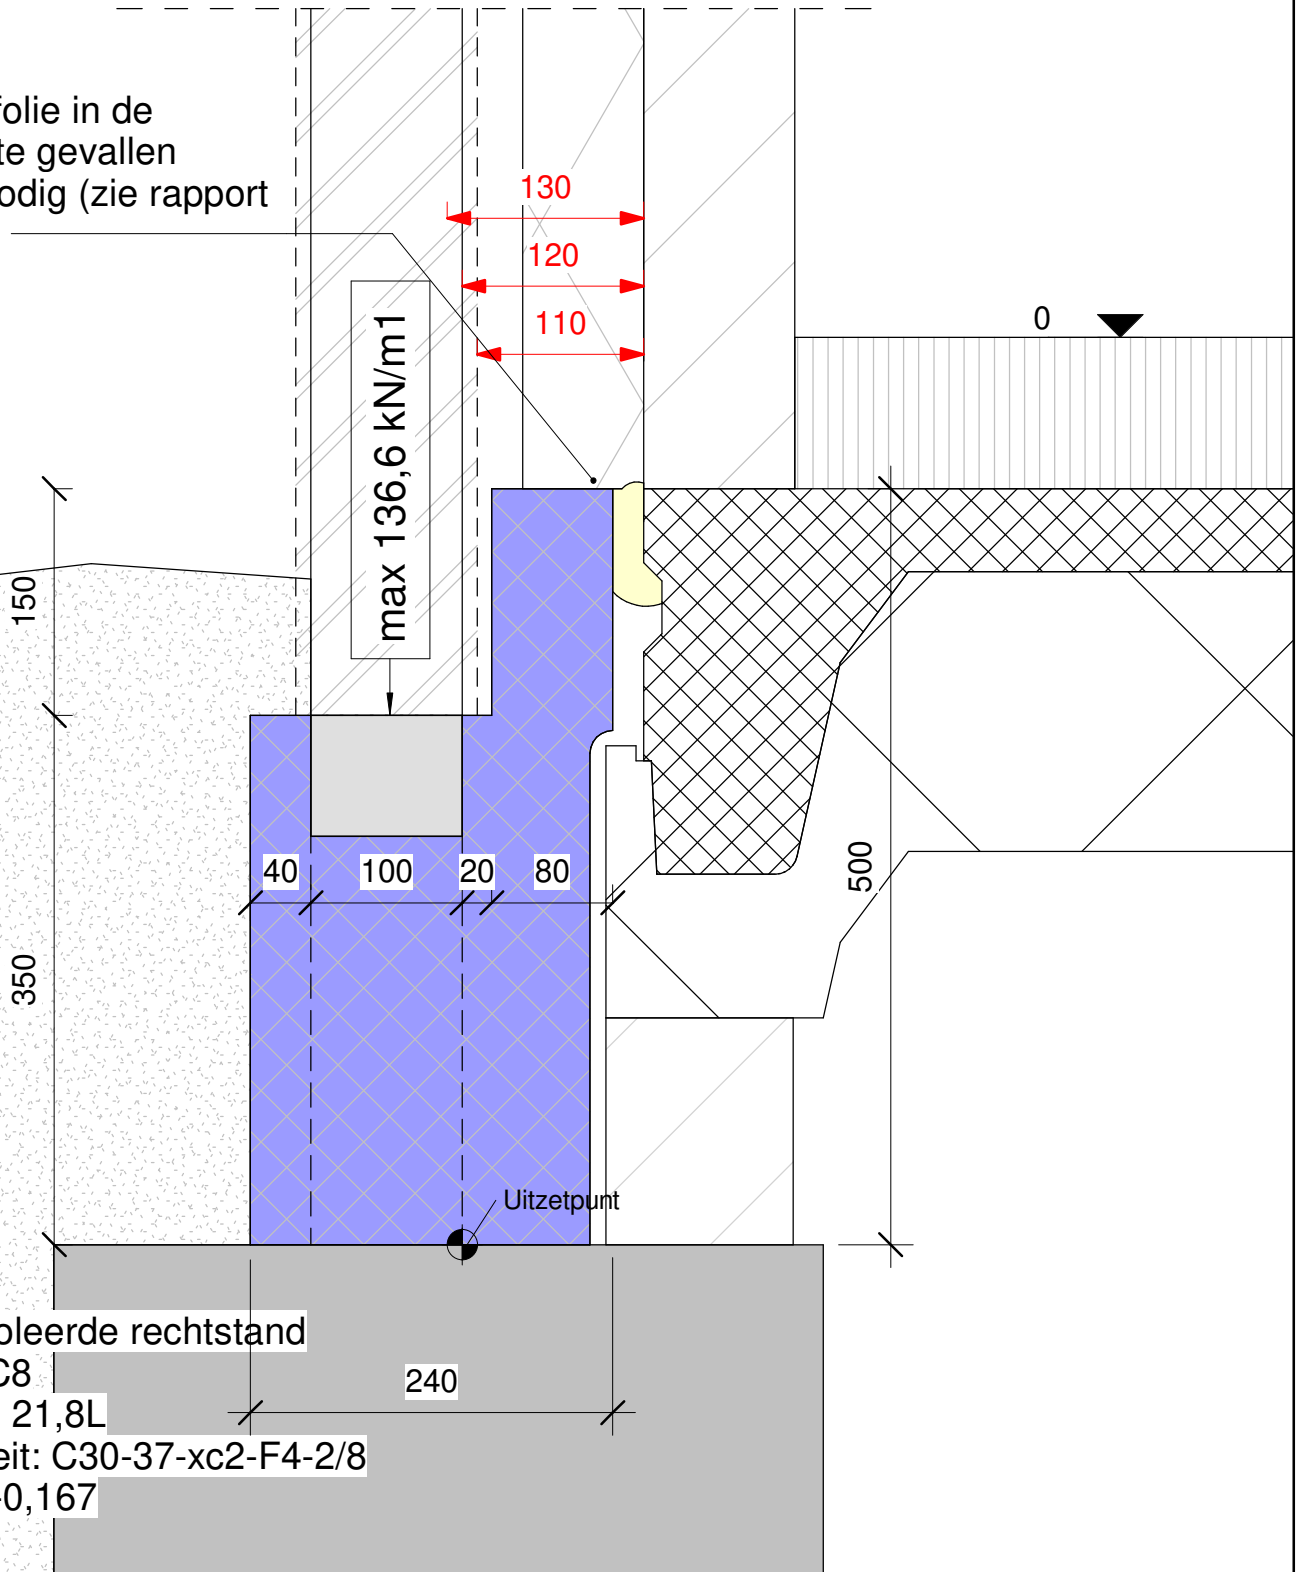 folie in de
te gevallen
odig (zie rapport
130
120
110
0
max 136,6 kN/m1
150
350
500
40 100 20 80
Uitzetpunt
oleerde rechtstand
C8
21,8L
eit: C30-37-xc2-F4-2/8
-0,167
240